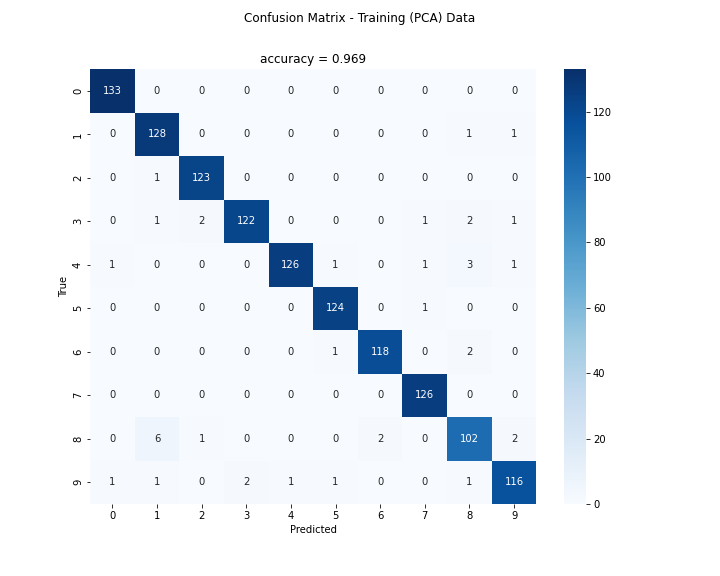 Confusion Matrix - Training (PCA) Data
accuracy = 0.969
0 133 0 0 0 0 0 0 0 0 0
1 0 128 0 0 0 0 0 0 1 1
2 0 1 123 0 0 0 0 0 0 0
3 0 1 2 122 0 0 0 1 2 1
4 1 0 0 0 126 1 0 1 3 1
5 0 0 0 0 0 124 0 1 0 0
6 0 0 0 0 0 1 118 0 2 0
7 0 0 0 0 0 0 0 126 0 0
8 0 6 1 0 0 0 2 0 102 2
9 1 1 0 2 1 1 0 0 1 116
0 1 2 3 4 5 6 7 8 9
Predicted
True
120
100
80
60
40
20
0